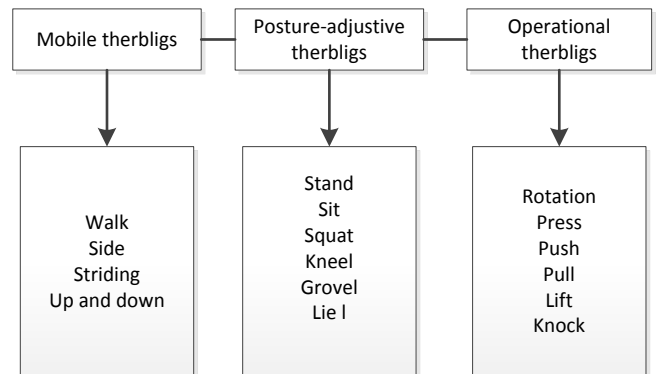 Mobile therbligs
Posture-adjustive
therbligs
Operational
therbligs
Walk
Side
Striding
Up and down
Stand
Sit
Squat
Kneel
Grovel
Lie l
Rotation
Press
Push
Pull
Lift
Knock